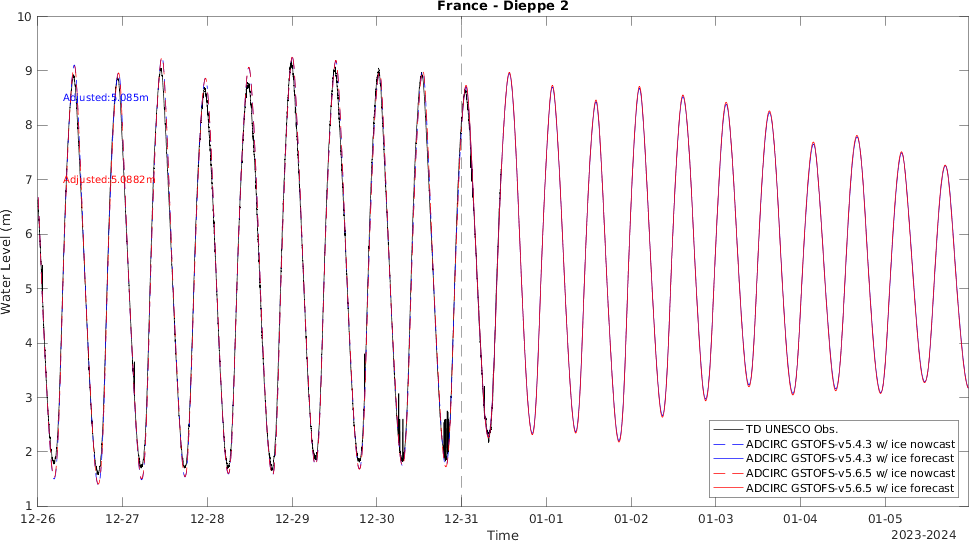 France - Dieppe 2
10
9
8
7
6
5
4
3
2
1
Water Level (m)
Adjusted:5.085m
Adjusted:5.0882m
TD UNESCO Obs.
ADCIRC GSTOFS-v5.4.3 w/ ice nowcast
ADCIRC GSTOFS-v5.4.3 w/ ice forecast
ADCIRC GSTOFS-v5.6.5 w/ ice nowcast
ADCIRC GSTOFS-v5.6.5 w/ ice forecast
12-26 12-27 12-28 12-29 12-30 12-31 01-01 01-02 01-03 01-04 01-05
Time
2023-2024